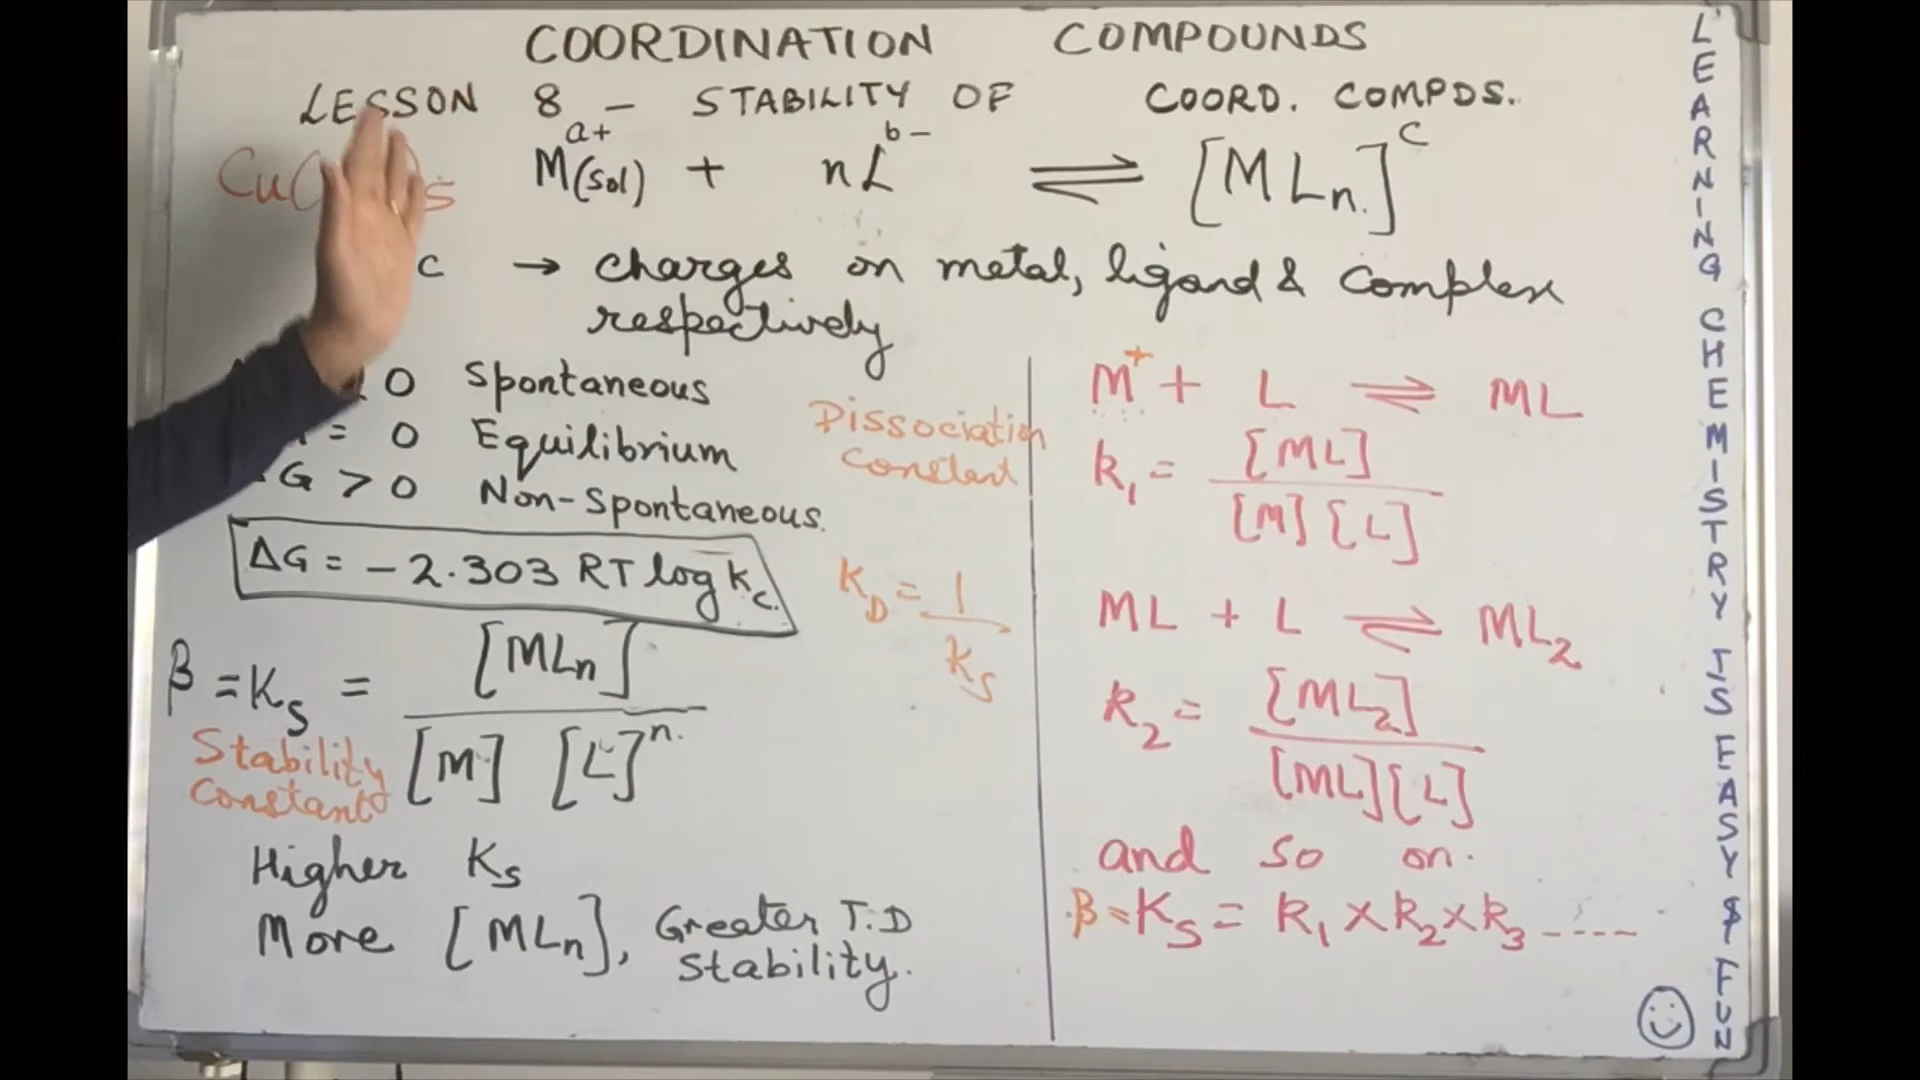 COORDINATION COMPOUNDS
LESSON 8 - STABILITY OF COORD. COMPDS.
M(sol)ᵃ⁺ + nLᵇ⁻ ⇌ [MLn]ᶜ
c → charges on metal, ligand & complex
respectively
0 Spontaneous
= 0 Equilibrium
G > 0 Non-Spontaneous.
ΔG = -2.303 RT log Kc.
β = Ks = [MLn]
[M] [L]ⁿ
Stability
Constant
Higher Ks
More [MLn], Greater T.D
Stability.
Dissociation
Constant
K_D = 1
Ks
M⁺ + L ⇌ ML
k₁ = [ML]
[M] [L]
ML + L ⇌ ML₂
k₂ = [ML₂]
[ML][L]
and so on.
β = Ks = k₁ × k₂ × k₃ -----
LEARNING CHEMISTRY IS EASY & FUN